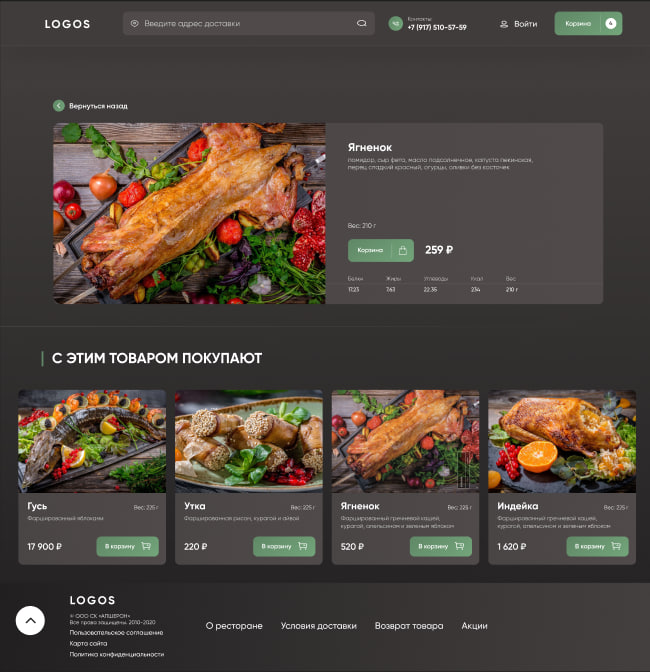 LOGOS
Введите адрес доставки
Контакты:
+7 (917) 510-57-59
Войти
Корзина
4
Вернуться назад
Ягненок
помидор, сыр фета, масло подсолнечное, капуста пекинская,
перец сладкий красный, огурцы, оливки без косточек
Вес: 210 г
Корзина
259 ₽
Белки Жиры Углеводы Ккал Вес
17,23 7,63 22.35 234 210 г
С ЭТИМ ТОВАРОМ ПОКУПАЮТ
Гусь
Вес: 225 г
Фаршированный яблоками
17 900 ₽
В корзину
Утка
Вес: 225 г
Фаршированная рисом, курагой и айвой
220 ₽
В корзину
Ягненок
Вес: 225 г
Фаршированный гречневой кашей,
курагой, апельсином и зеленым яблоком
520 ₽
В корзину
Индейка
Вес: 225 г
Фаршированный гречневой кашей,
курагой, апельсином и зеленым яблоком
1 620 ₽
В корзину
LOGOS
© ООО СК «АПШЕРОН»
Все права защищены. 2010-2020
Пользовательское соглашение
Карта сайта
Политика конфиденциальности
О ресторане
Условия доставки
Возврат товара
Акции